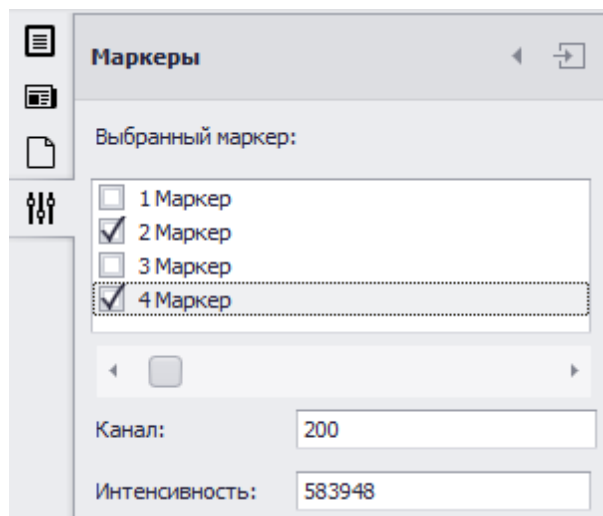 Маркеры
Выбранный маркер:
1 Маркер
2 Маркер
3 Маркер
4 Маркер
Канал: 200
Интенсивность: 583948